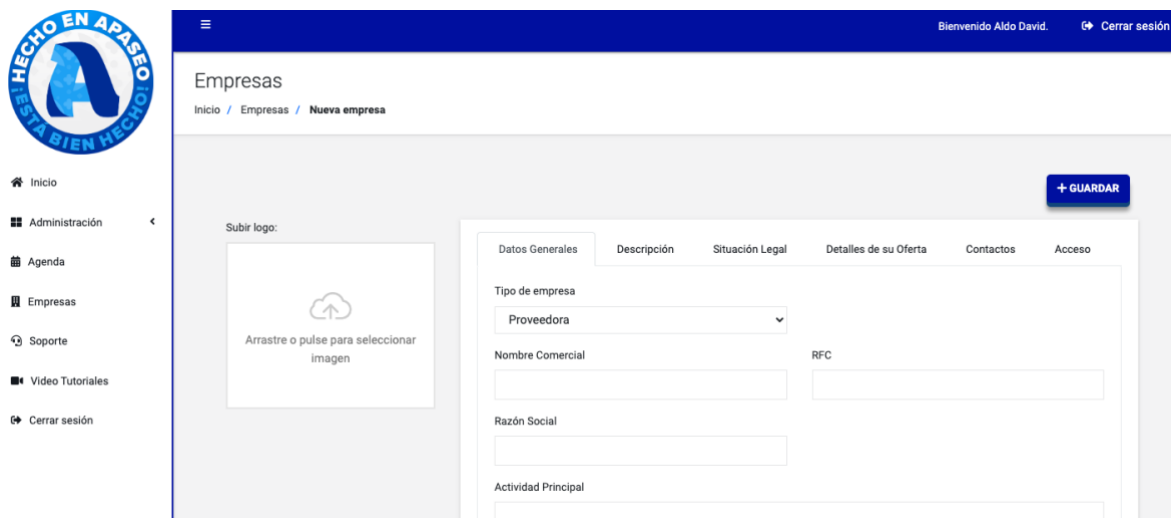 ¡HECHO EN APASEO
ESTÁ BIEN HECHO!
Bienvenido Aldo David.
Cerrar sesión
Empresas
Inicio / Empresas / Nueva empresa
Inicio
Administración
Agenda
Empresas
Soporte
Video Tutoriales
Cerrar sesión
+ GUARDAR
Subir logo:
Arrastre o pulse para seleccionar
imagen
Datos Generales Descripción Situación Legal Detalles de su Oferta Contactos Acceso
Tipo de empresa
Proveedora
Nombre Comercial RFC
Razón Social
Actividad Principal